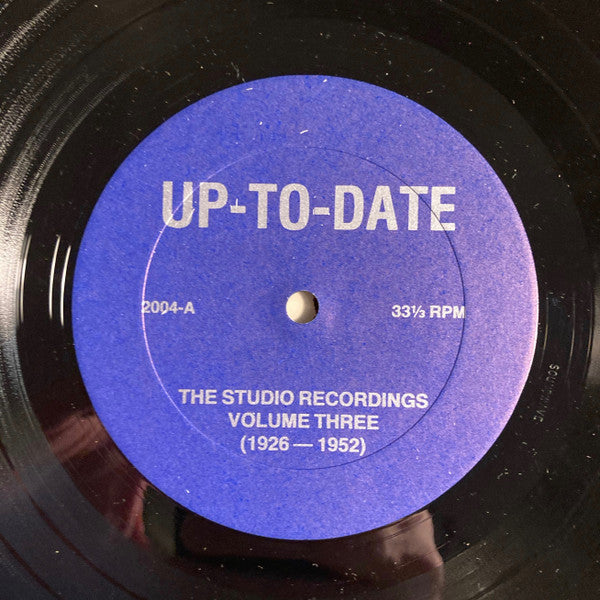 UP-TO-DATE
2004-A
33⅓ RPM
THE STUDIO RECORDINGS
VOLUME THREE
(1926 — 1952)